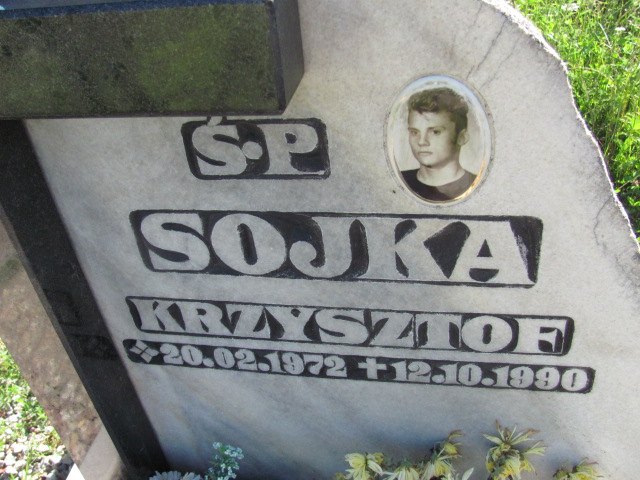 Ś.P
SOJKA
KRZYSZTOF
20.02.1972 +12.10.1990